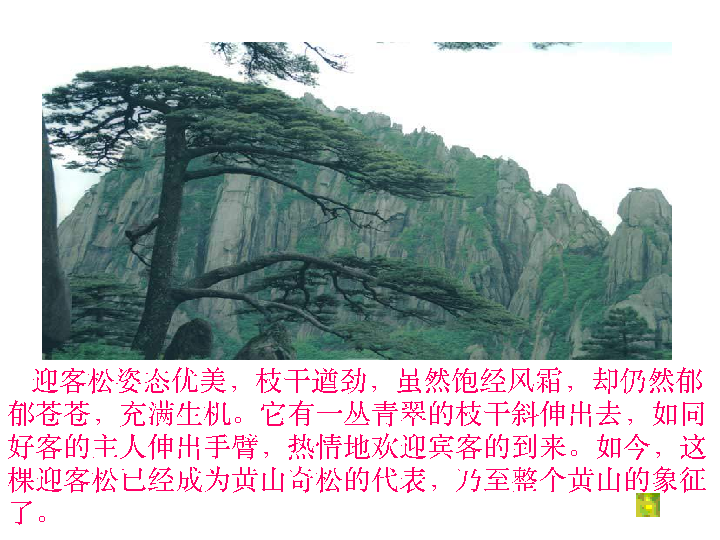 迎客松姿态优美，枝干遒劲，虽然饱经风霜，却仍然郁
郁苍苍，充满生机。它有一丛青翠的枝干斜伸出去，如同
好客的主人伸出手臂，热情地欢迎宾客的到来。如今，这
棵迎客松已经成为黄山奇松的代表，乃至整个黄山的象征
了。